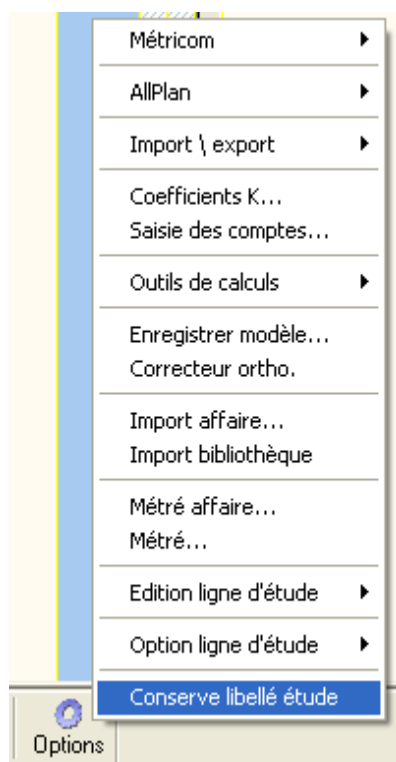 Métricom
AllPlan
Import \ export
Coefficients K...
Saisie des comptes...
Outils de calculs
Enregistrer modèle...
Correcteur ortho.
Import affaire...
Import bibliothèque
Métré affaire...
Métré...
Edition ligne d'étude
Option ligne d'étude
Conserve libellé étude
Options